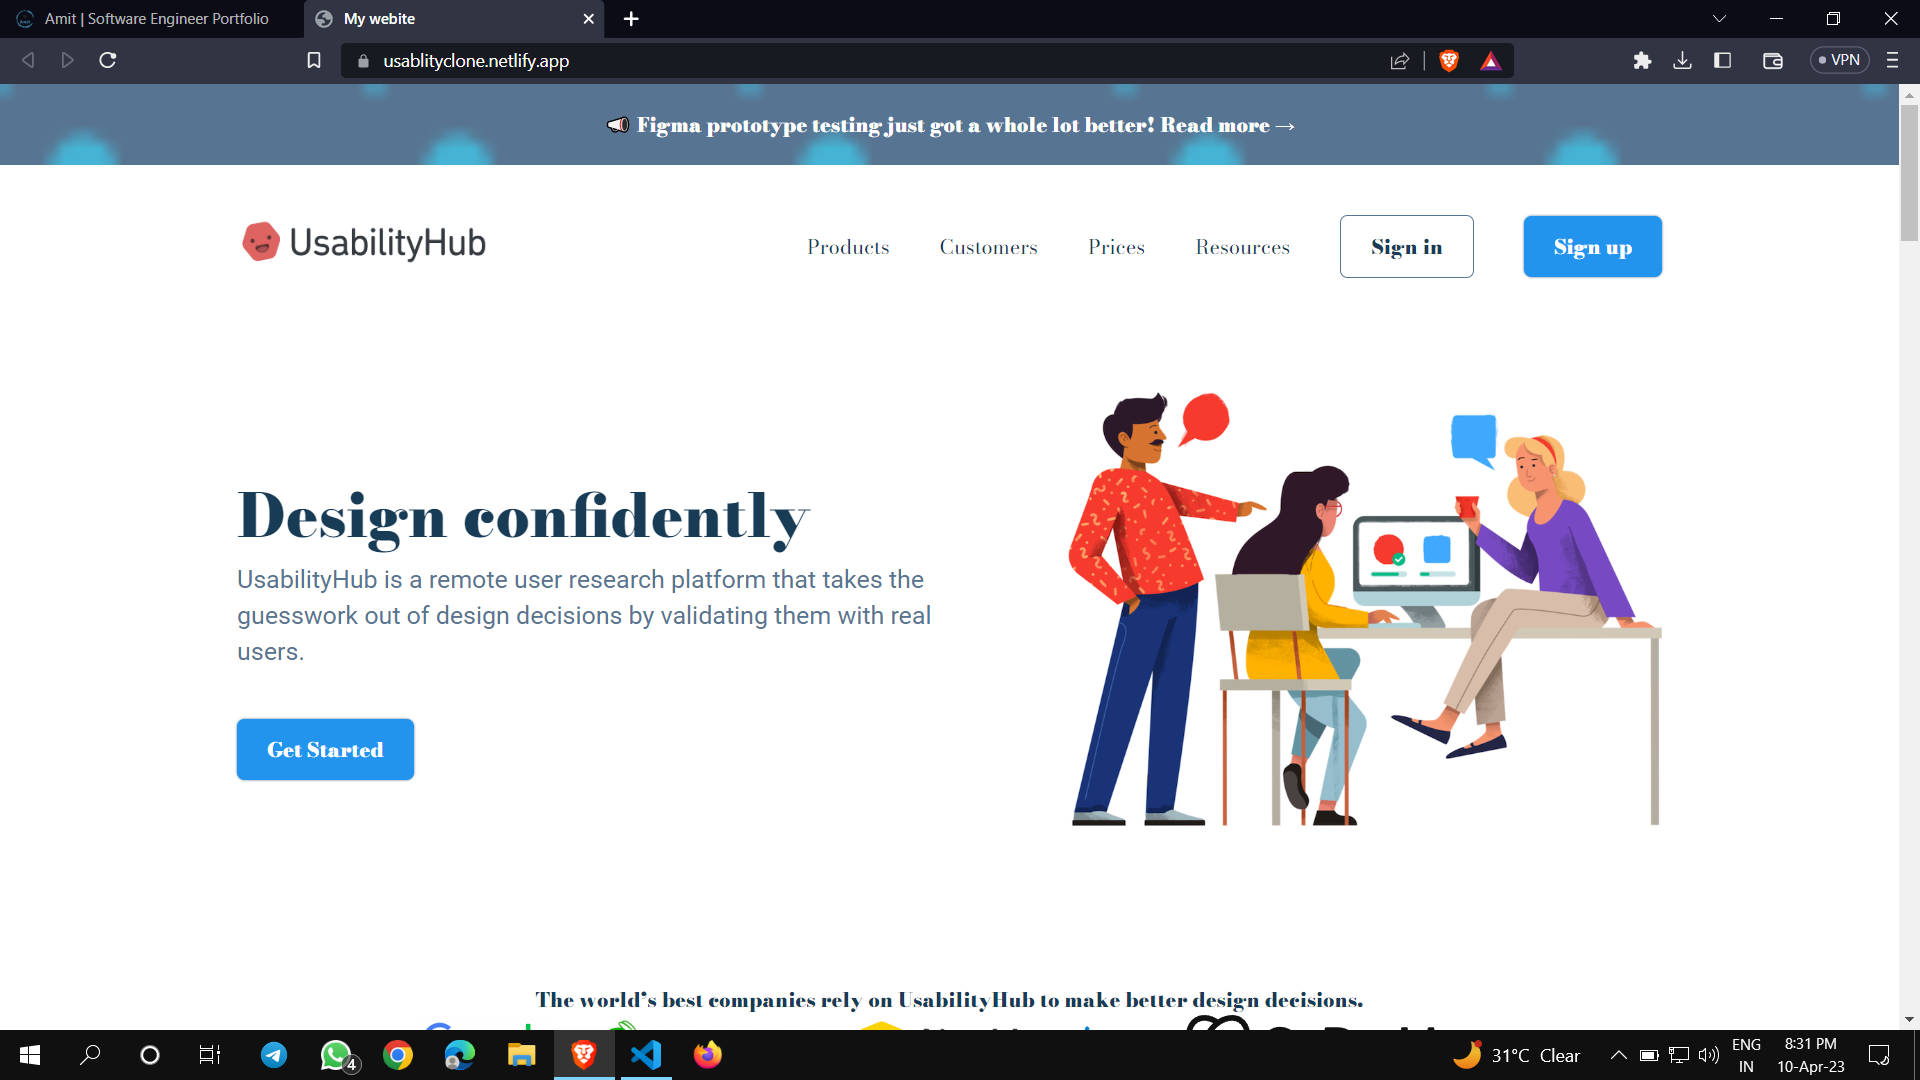 Amit | Software Engineer Portfolio
My webite
usablityclone.netlify.app
VPN
📢 Figma prototype testing just got a whole lot better! Read more →
UsabilityHub
Products
Customers
Prices
Resources
Sign in
Sign up
Design confidently
UsabilityHub is a remote user research platform that takes the
guesswork out of design decisions by validating them with real
users.
Get Started
The world's best companies rely on UsabilityHub to make better design decisions.
4
31°C Clear
ENG
IN
8:31 PM
10-Apr-23